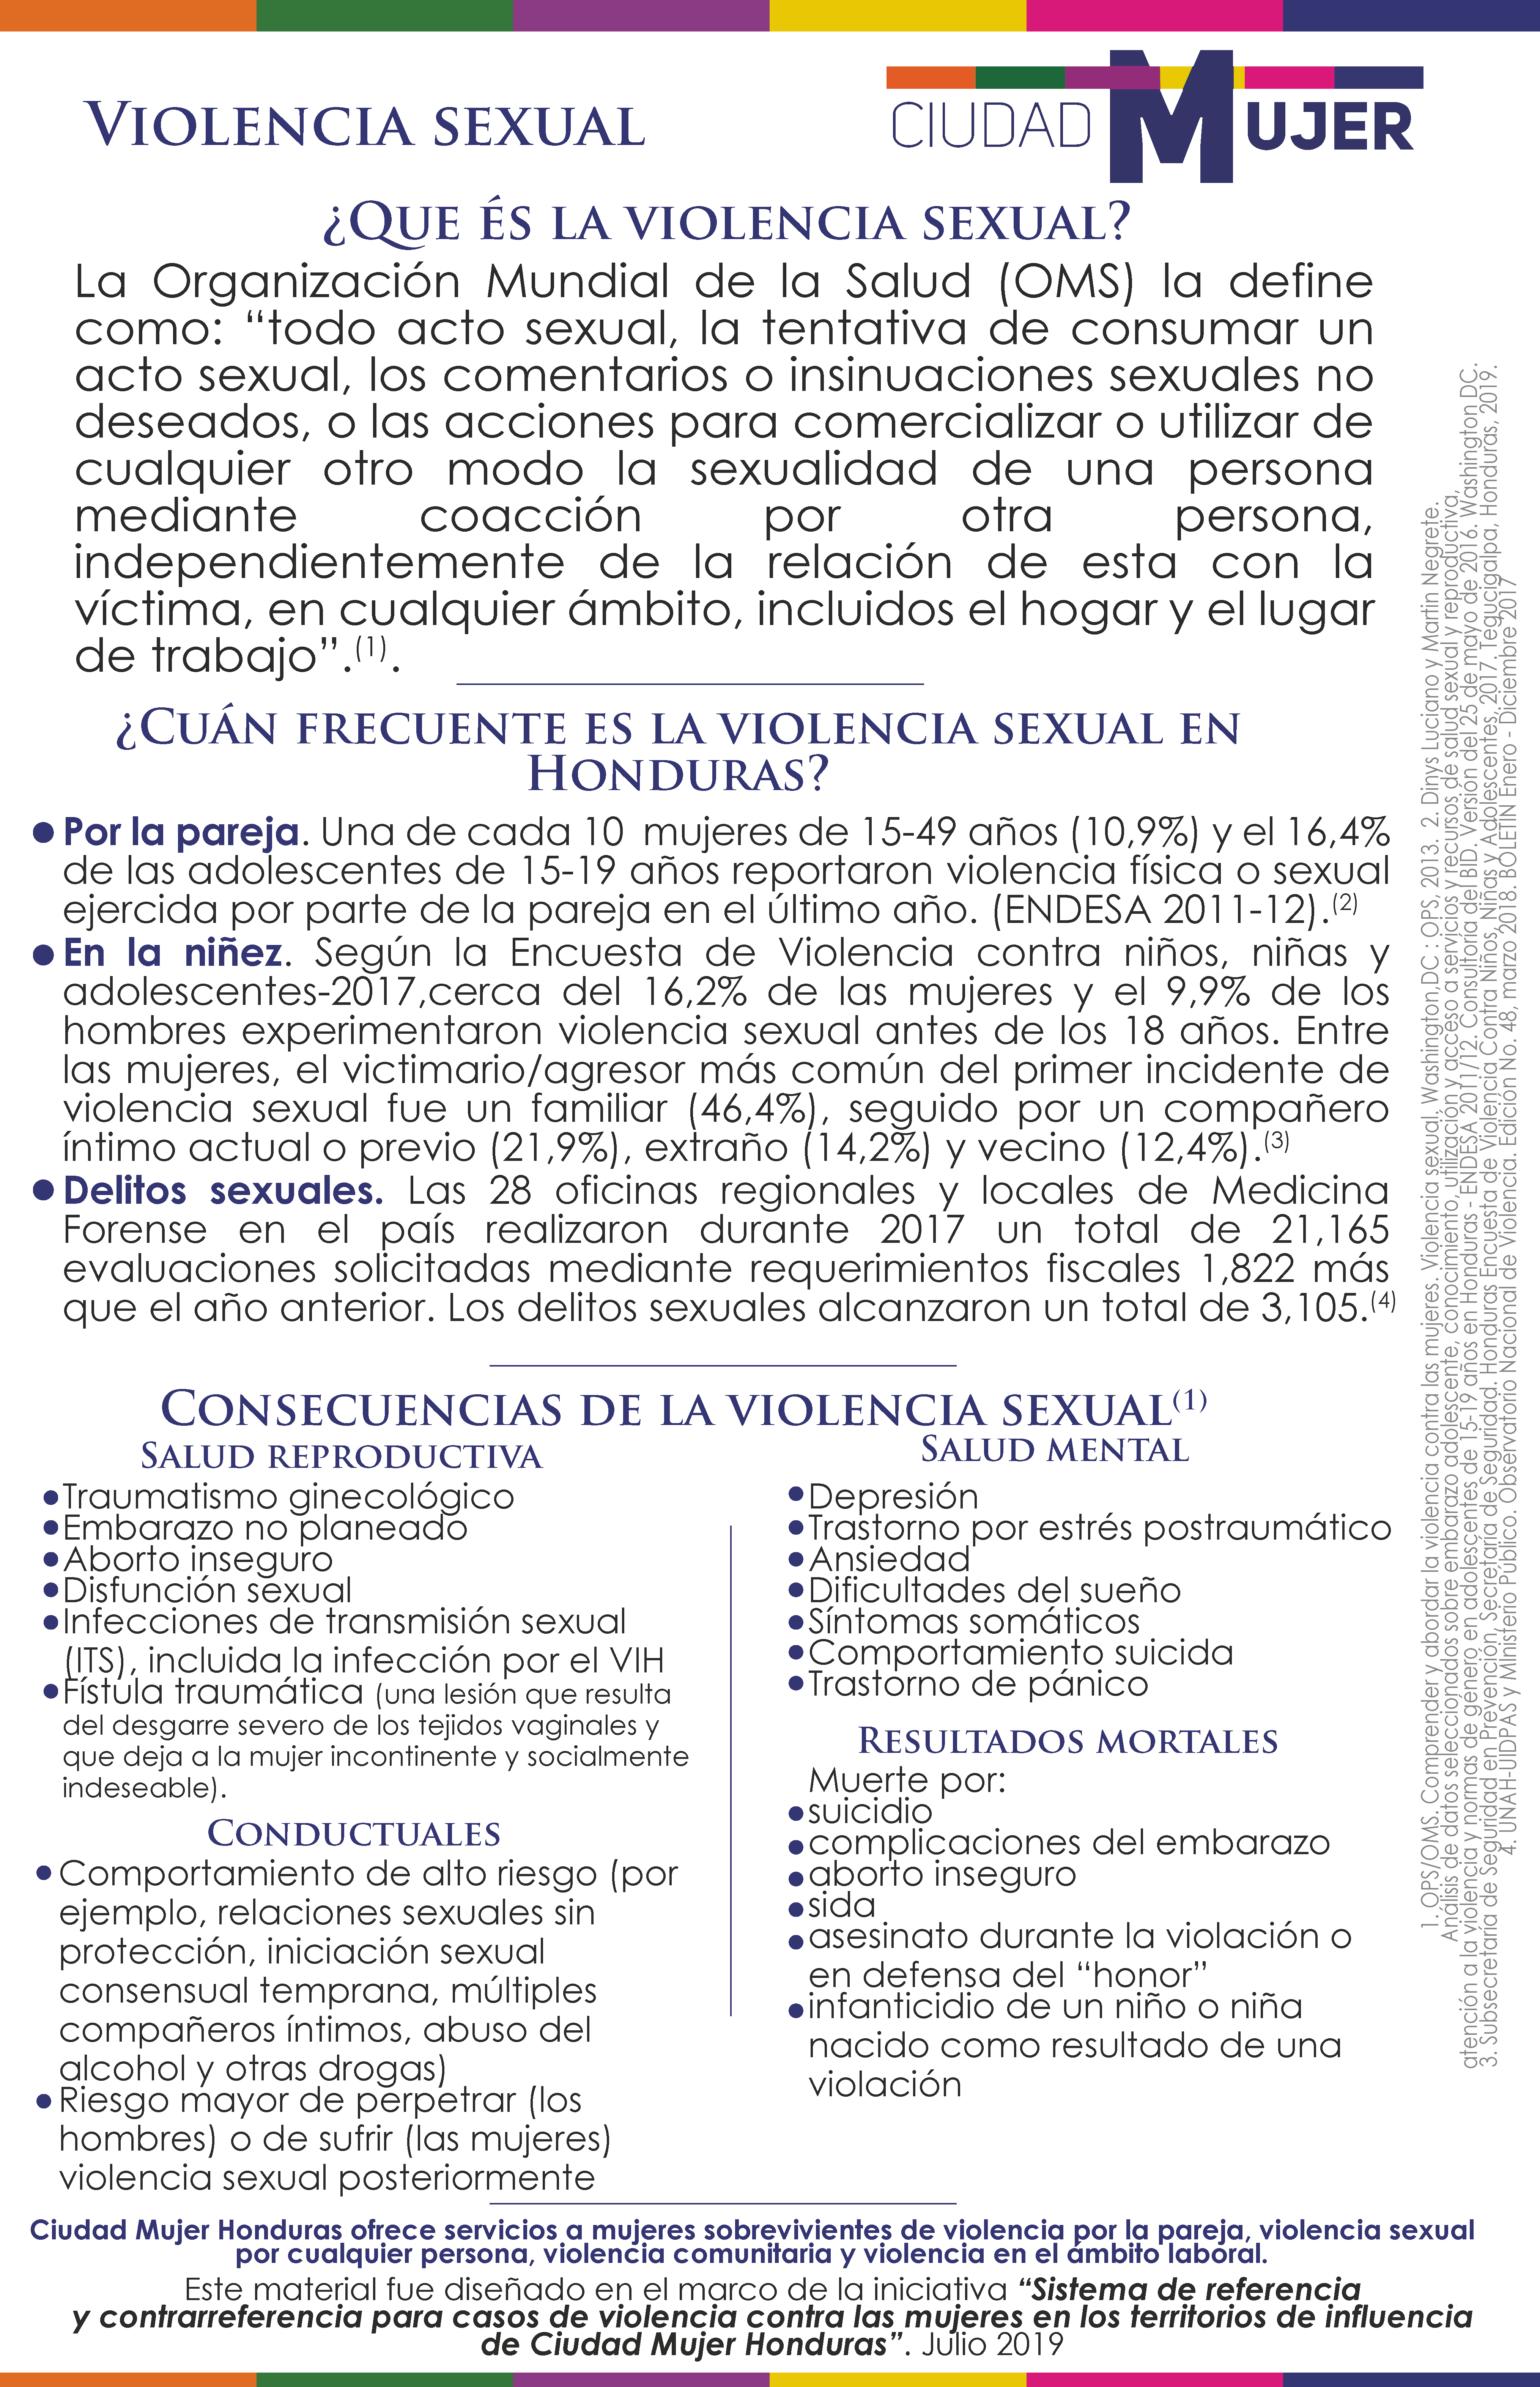 VIOLENCIA SEXUAL
CIUDAD MUJER
¿QUE ÉS LA VIOLENCIA SEXUAL?
La Organización Mundial de la Salud (OMS) la define
como: “todo acto sexual, la tentativa de consumar un
acto sexual, los comentarios o insinuaciones sexuales no
deseados, o las acciones para comercializar o utilizar de
cualquier otro modo la sexualidad de una persona
mediante coacción por otra persona,
independientemente de la relación de esta con la
víctima, en cualquier ámbito, incluidos el hogar y el lugar
de trabajo”.(1).
¿CUÁN FRECUENTE ES LA VIOLENCIA SEXUAL EN
HONDURAS?
● Por la pareja. Una de cada 10 mujeres de 15-49 años (10,9%) y el 16,4%
de las adolescentes de 15-19 años reportaron violencia física o sexual
ejercida por parte de la pareja en el último año. (ENDESA 2011-12).(2)
● En la niñez. Según la Encuesta de Violencia contra niños, niñas y
adolescentes-2017,cerca del 16,2% de las mujeres y el 9,9% de los
hombres experimentaron violencia sexual antes de los 18 años. Entre
las mujeres, el victimario/agresor más común del primer incidente de
violencia sexual fue un familiar (46,4%), seguido por un compañero
íntimo actual o previo (21,9%), extraño (14,2%) y vecino (12,4%).(3)
● Delitos sexuales. Las 28 oficinas regionales y locales de Medicina
Forense en el país realizaron durante 2017 un total de 21,165
evaluaciones solicitadas mediante requerimientos fiscales 1,822 más
que el año anterior. Los delitos sexuales alcanzaron un total de 3,105.(4)
CONSECUENCIAS DE LA VIOLENCIA SEXUAL(1)
SALUD REPRODUCTIVA
● Traumatismo ginecológico
● Embarazo no planeado
● Aborto inseguro
● Disfunción sexual
● Infecciones de transmisión sexual
(ITS), incluida la infección por el VIH
● Fístula traumática (una lesión que resulta
del desgarre severo de los tejidos vaginales y
que deja a la mujer incontinente y socialmente
indeseable).
CONDUCTUALES
● Comportamiento de alto riesgo (por
ejemplo, relaciones sexuales sin
protección, iniciación sexual
consensual temprana, múltiples
compañeros íntimos, abuso del
alcohol y otras drogas)
● Riesgo mayor de perpetrar (los
hombres) o de sufrir (las mujeres)
violencia sexual posteriormente
SALUD MENTAL
● Depresión
● Trastorno por estrés postraumático
● Ansiedad
● Dificultades del sueño
● Síntomas somáticos
● Comportamiento suicida
● Trastorno de pánico
RESULTADOS MORTALES
Muerte por:
● suicidio
● complicaciones del embarazo
● aborto inseguro
● sida
● asesinato durante la violación o
en defensa del “honor”
● infanticidio de un niño o niña
nacido como resultado de una
violación
Ciudad Mujer Honduras ofrece servicios a mujeres sobrevivientes de violencia por la pareja, violencia sexual
por cualquier persona, violencia comunitaria y violencia en el ámbito laboral.
Este material fue diseñado en el marco de la iniciativa “Sistema de referencia
y contrarreferencia para casos de violencia contra las mujeres en los territorios de influencia
de Ciudad Mujer Honduras”. Julio 2019
1. OPS/OMS. Comprender y abordar la violencia contra las mujeres. Violencia sexual. Washington,DC : OPS, 2013. 2. Dinys Luciano y Martin Negrete.
Análisis de datos seleccionados sobre embarazo adolescente, conocimiento, utilización y acceso a servicios y recursos de salud sexual y reproductiva,
atención a la violencia y normas de género en adolescentes de 15-19 años en Honduras - ENDESA 2011/12. Consultoría del BID. Versión del 25 de mayo de 2016. Washington DC.
3. Subsecretaría de Seguridad en Prevención, Secretaría de Seguridad. Honduras Encuesta de Violencia Contra Niños, Niñas y Adolescentes, 2017. Tegucigalpa, Honduras, 2019.
4. UNAH-UIDPAS y Ministerio Público. Observatorio Nacional de Violencia. Edición No. 48, marzo 2018. BOLETIN Enero - Diciembre 2017